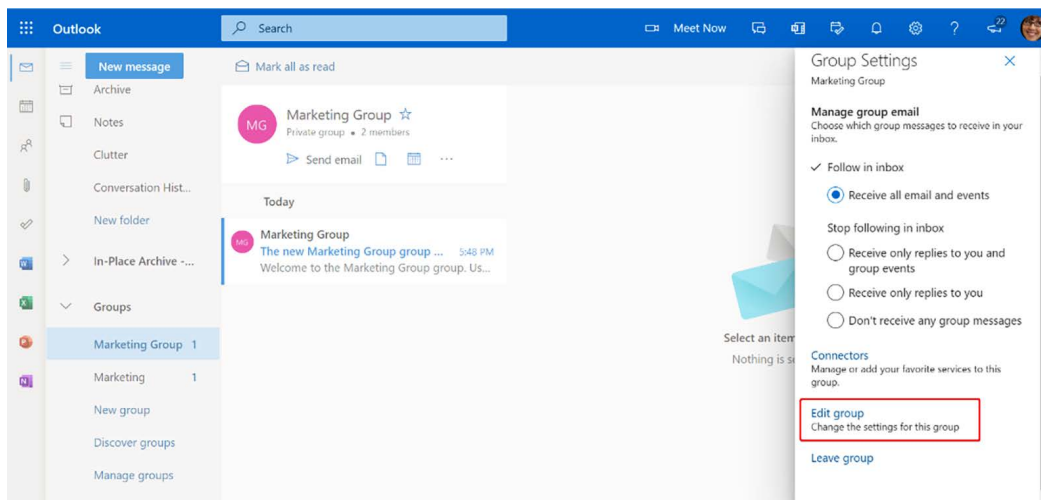 Outlook
Search
Meet Now
22
New message
Archive
Notes
Clutter
Conversation Hist...
New folder
In-Place Archive -...
Groups
Marketing Group 1
Marketing 1
New group
Discover groups
Manage groups
Mark all as read
MG
Marketing Group
Private group • 2 members
Send email
...
Today
MG
Marketing Group
The new Marketing Group group ... 5:48 PM
Welcome to the Marketing Group group. Us...
Select an item
Nothing is
Group Settings
Marketing Group
Manage group email
Choose which group messages to receive in your
inbox.
Follow in inbox
Receive all email and events
Stop following in inbox
Receive only replies to you and
group events
Receive only replies to you
Don't receive any group messages
Connectors
Manage or add your favorite services to this
group.
Edit group
Change the settings for this group
Leave group